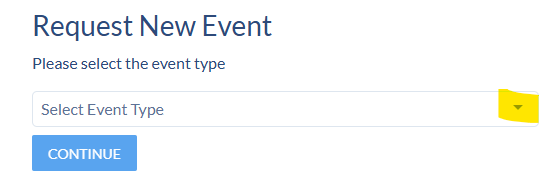 Request New Event
Please select the event type
Select Event Type
CONTINUE